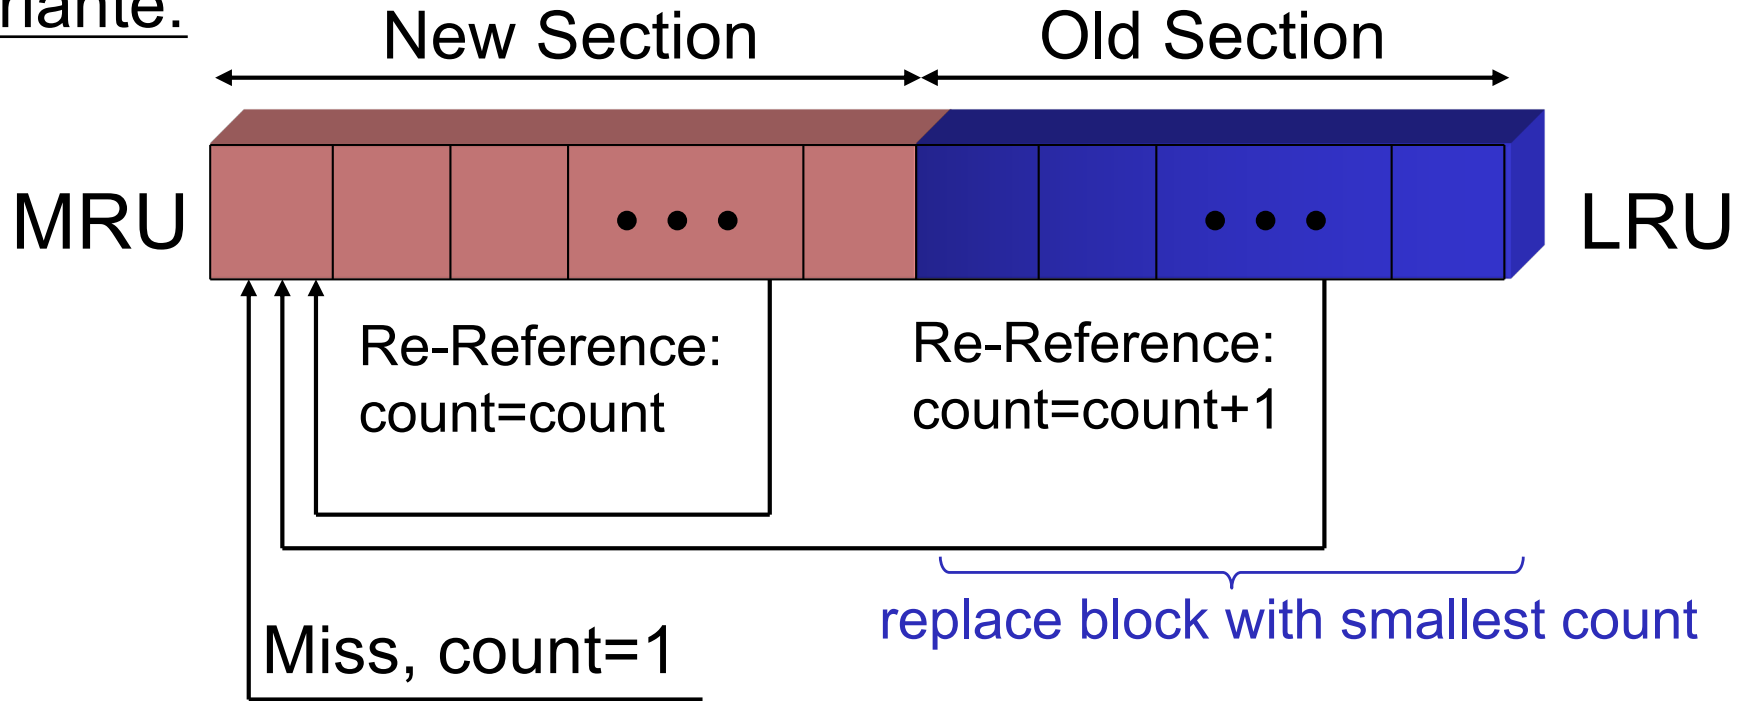 New Section Old Section
MRU
• • •
• • •
LRU
Re-Reference:
count=count
Re-Reference:
count=count+1
replace block with smallest count
Miss, count=1